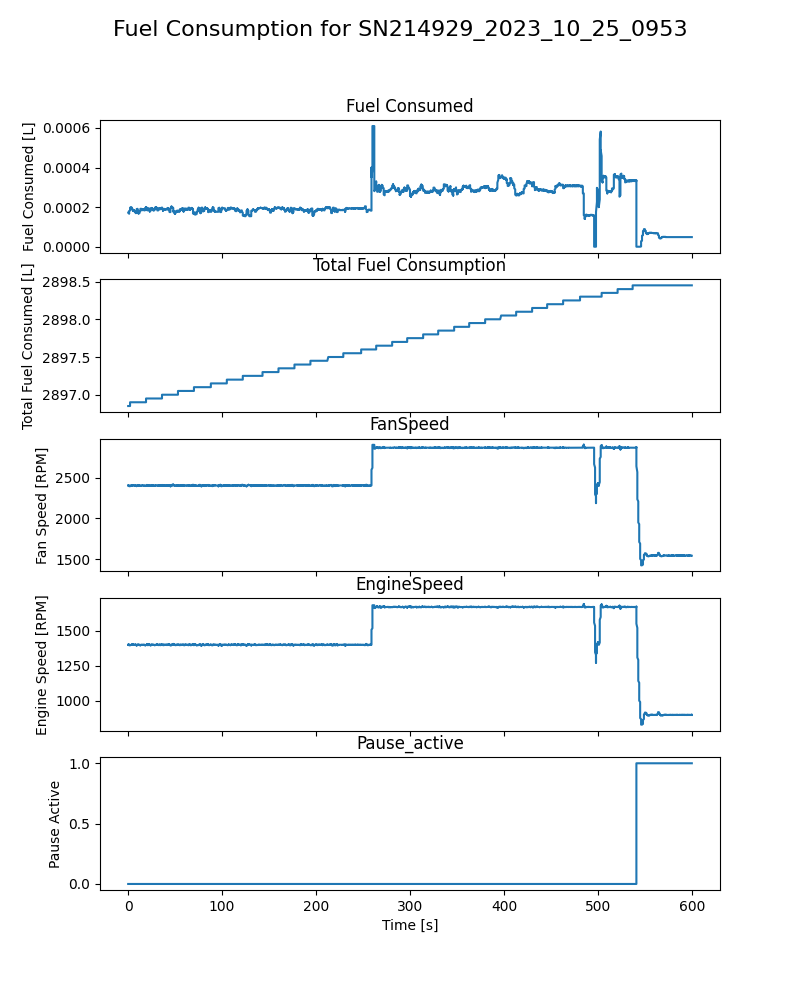 Fuel Consumption for SN214929_2023_10_25_0953
Fuel Consumed
Fuel Consumed [L]
0.0006
0.0004
0.0002
0.0000
Total Fuel Consumption
Total Fuel Consumed [L]
2898.5
2898.0
2897.5
2897.0
FanSpeed
Fan Speed [RPM]
2500
2000
1500
EngineSpeed
Engine Speed [RPM]
1500
1250
1000
Pause_active
Pause Active
1.0
0.5
0.0
0 100 200 300 400 500 600
Time [s]